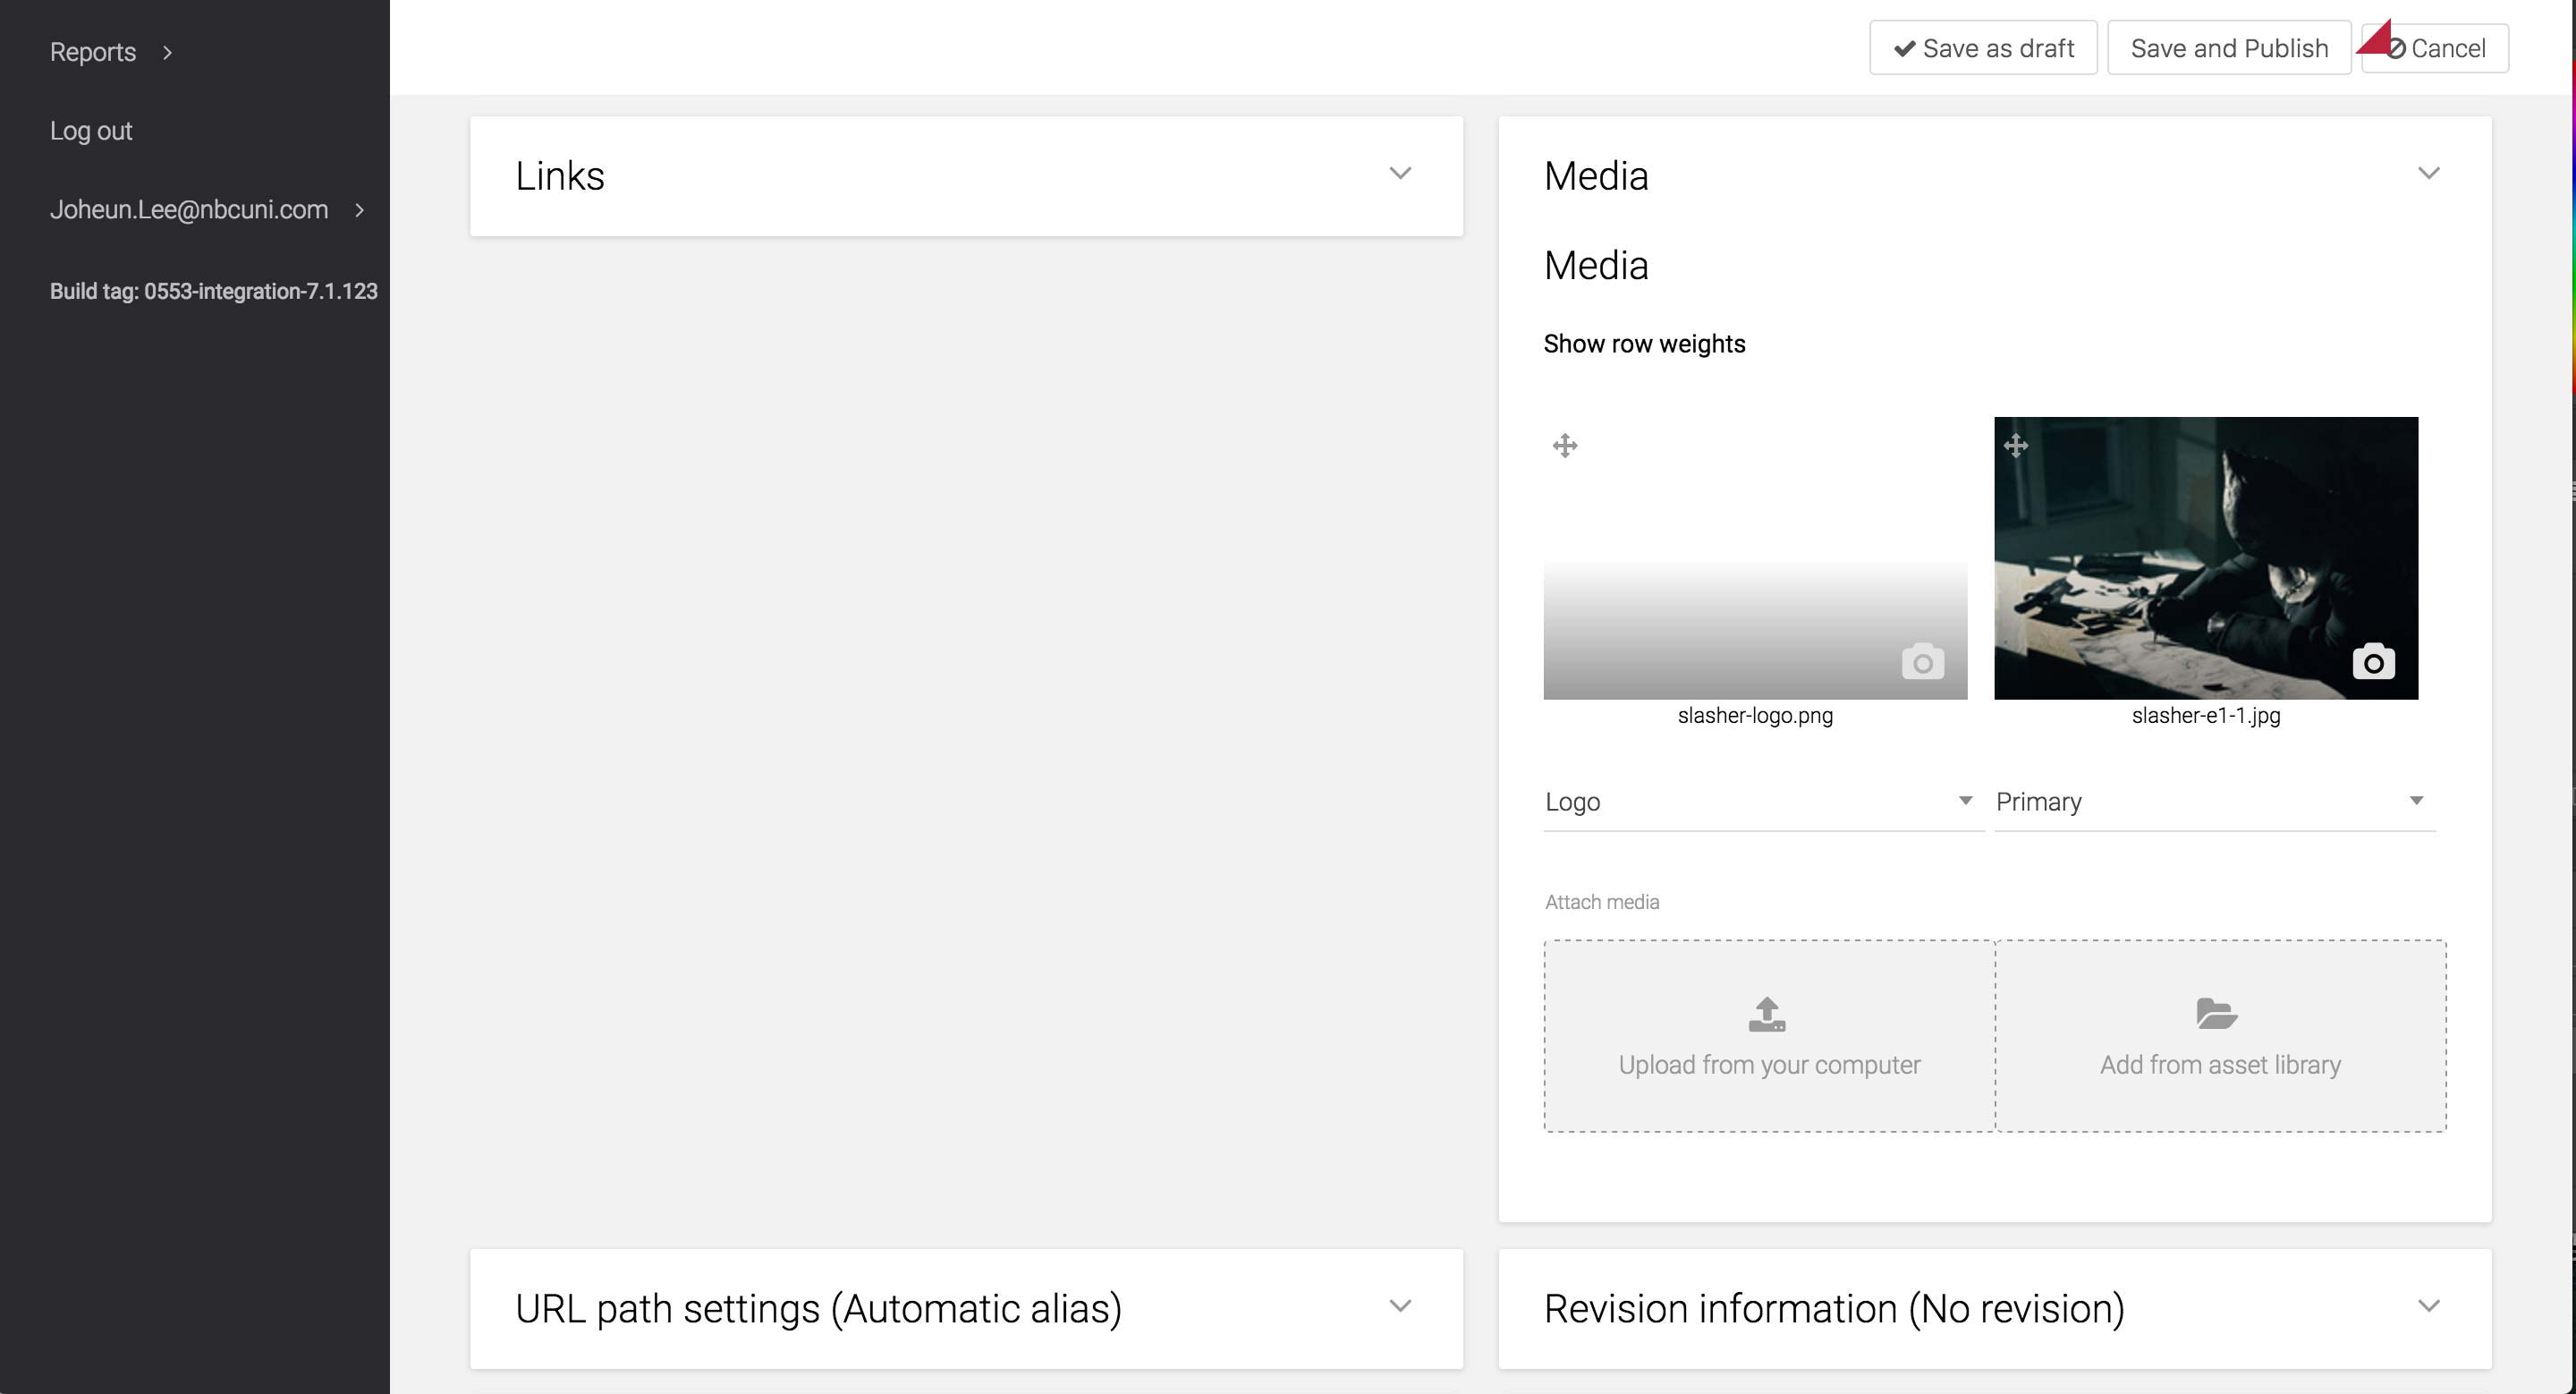 Reports
Log out
Joheun.Lee@nbcuni.com
Build tag: 0553-integration-7.1.123
Save as draft
Save and Publish
Cancel
Links
Media
Media
Show row weights
slasher-logo.png
slasher-e1-1.jpg
Logo
Primary
Attach media
Upload from your computer
Add from asset library
URL path settings (Automatic alias)
Revision information (No revision)